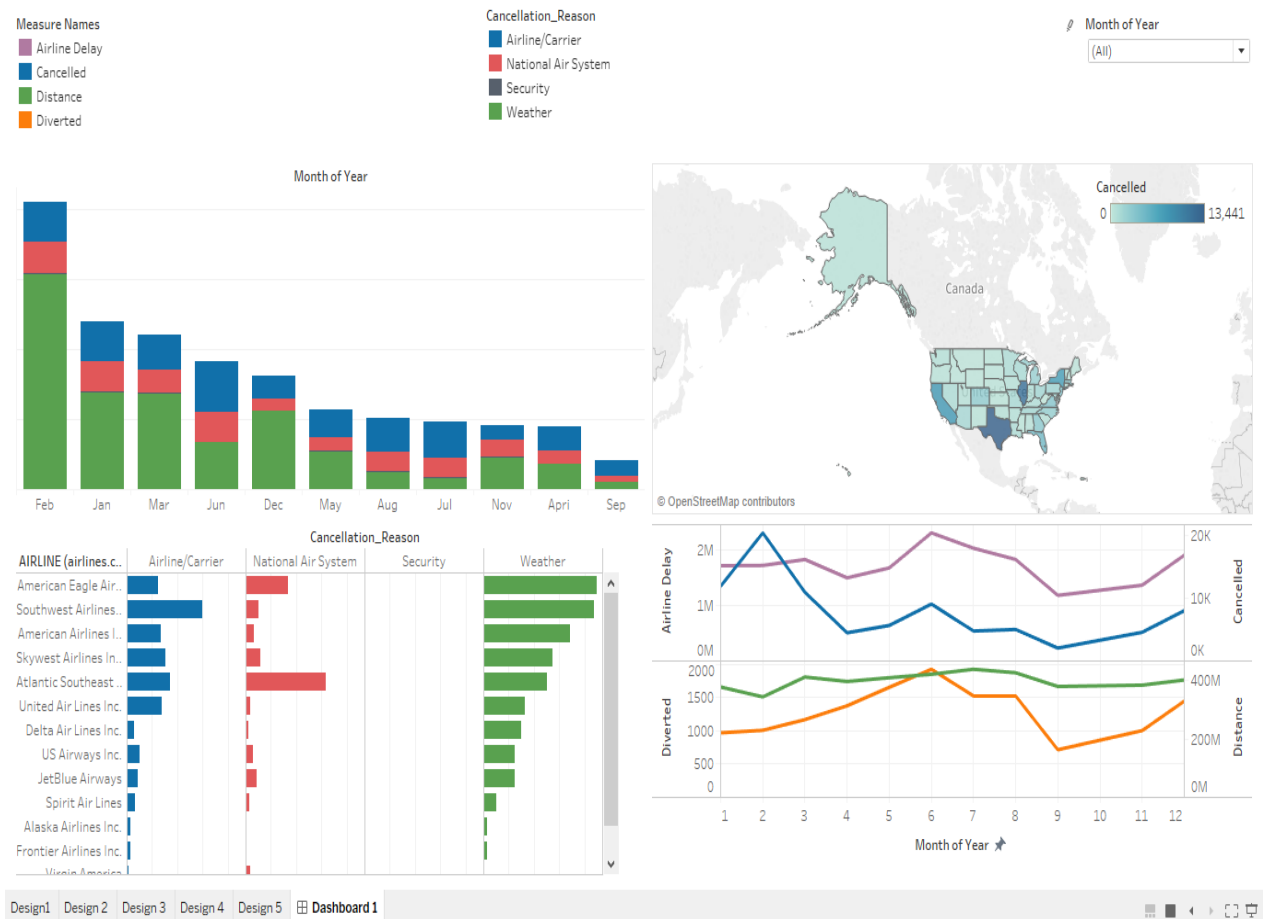 Measure Names
Airline Delay
Cancelled
Distance
Diverted
Cancellation_Reason
Airline/Carrier
National Air System
Security
Weather
Month of Year
(All)
Month of Year
Feb Jan Mar Jun Dec May Aug Jul Nov Apri Sep
Cancelled
0 13,441
Canada
© OpenStreetMap contributors
Cancellation_Reason
AIRLINE (airlines.c.. Airline/Carrier National Air System Security Weather
American Eagle Air..
Southwest Airlines..
American Airlines I..
Skywest Airlines In..
Atlantic Southeast ..
United Air Lines Inc.
Delta Air Lines Inc.
US Airways Inc.
JetBlue Airways
Spirit Air Lines
Alaska Airlines Inc.
Frontier Airlines Inc.
Virgin America
Airline Delay
2M
1M
0M
20K
10K
0K
Cancelled
Diverted
2000
1500
1000
500
0
400M
200M
0M
Distance
1 2 3 4 5 6 7 8 9 10 11 12
Month of Year
Design1 Design 2 Design 3 Design 4 Design 5 Dashboard 1